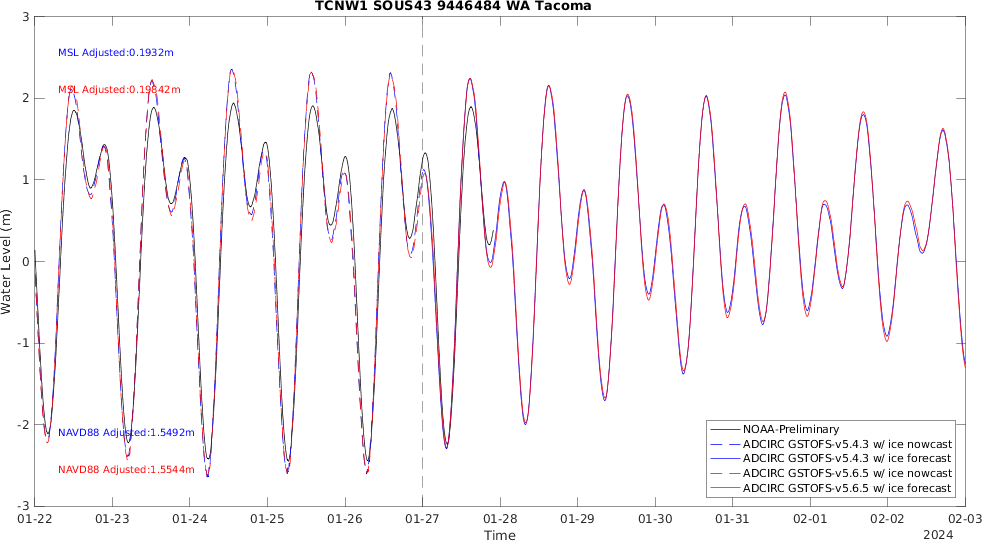 TCNW1 SOUS43 9446484 WA Tacoma
3
2
1
0
-1
-2
-3
Water Level (m)
MSL Adjusted:0.1932m
MSL Adjusted:0.19842m
NAVD88 Adjusted:1.5492m
NAVD88 Adjusted:1.5544m
NOAA-Preliminary
ADCIRC GSTOFS-v5.4.3 w/ ice nowcast
ADCIRC GSTOFS-v5.4.3 w/ ice forecast
ADCIRC GSTOFS-v5.6.5 w/ ice nowcast
ADCIRC GSTOFS-v5.6.5 w/ ice forecast
01-22 01-23 01-24 01-25 01-26 01-27 01-28 01-29 01-30 01-31 02-01 02-02 02-03
Time
2024